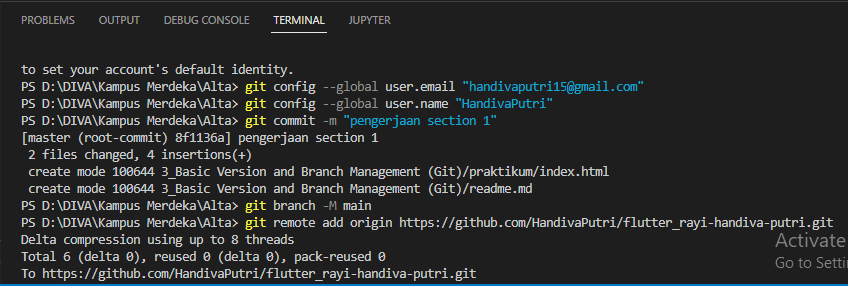 PROBLEMS OUTPUT DEBUG CONSOLE TERMINAL JUPYTER
to set your account's default identity.
PS D:\DIVA\Kampus Merdeka\Alta> git config --global user.email "handivaputri15@gmail.com"
PS D:\DIVA\Kampus Merdeka\Alta> git config --global user.name "HandivaPutri"
PS D:\DIVA\Kampus Merdeka\Alta> git commit -m "pengerjaan section 1"
[master (root-commit) 8f1136a] pengerjaan section 1
 2 files changed, 4 insertions(+)
 create mode 100644 3_Basic Version and Branch Management (Git)/praktikum/index.html
 create mode 100644 3_Basic Version and Branch Management (Git)/readme.md
PS D:\DIVA\Kampus Merdeka\Alta> git branch -M main
PS D:\DIVA\Kampus Merdeka\Alta> git remote add origin https://github.com/HandivaPutri/flutter_rayi-handiva-putri.git
Delta compression using up to 8 threads
Total 6 (delta 0), reused 0 (delta 0), pack-reused 0
To https://github.com/HandivaPutri/flutter_rayi-handiva-putri.git
Activate
Go to Settin